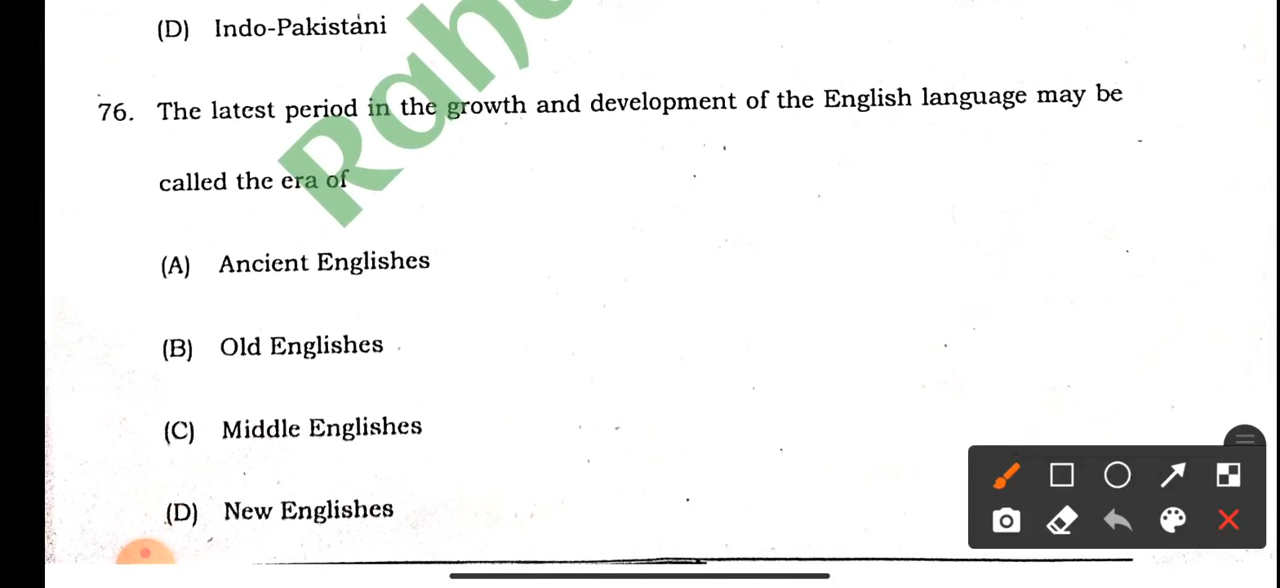 (D) Indo-Pakistani
76. The latest period in the growth and development of the English language may be
called the era of
(A) Ancient Englishes
(B) Old Englishes
(C) Middle Englishes
(D) New Englishes